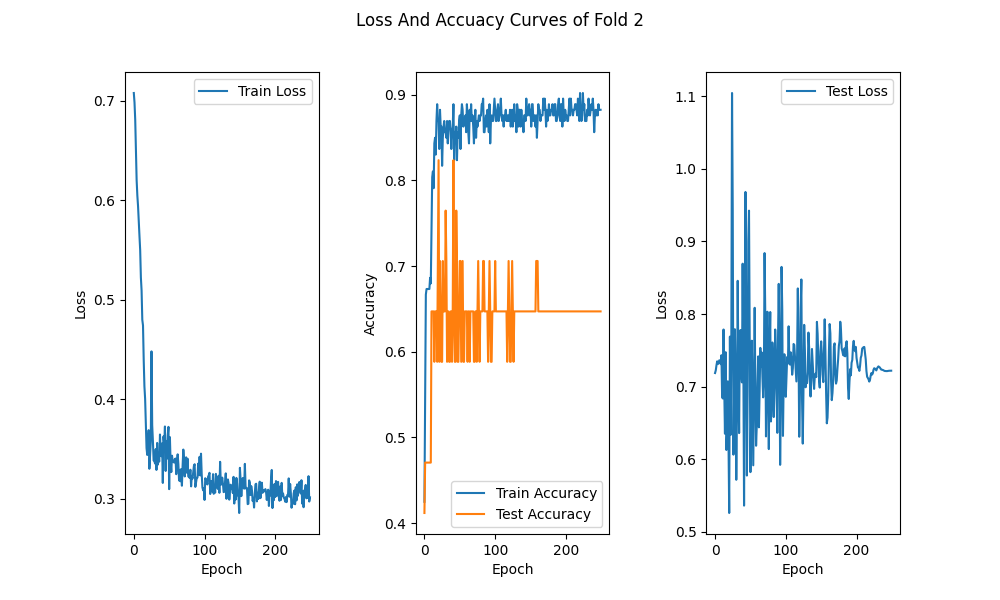 Loss And Accuacy Curves of Fold 2
Loss
0.7
0.6
0.5
0.4
0.3
0
100
200
Epoch
Train Loss
Accuracy
0.9
0.8
0.7
0.6
0.5
0.4
0
100
200
Epoch
Train Accuracy
Test Accuracy
Loss
1.1
1.0
0.9
0.8
0.7
0.6
0.5
0
100
200
Epoch
Test Loss